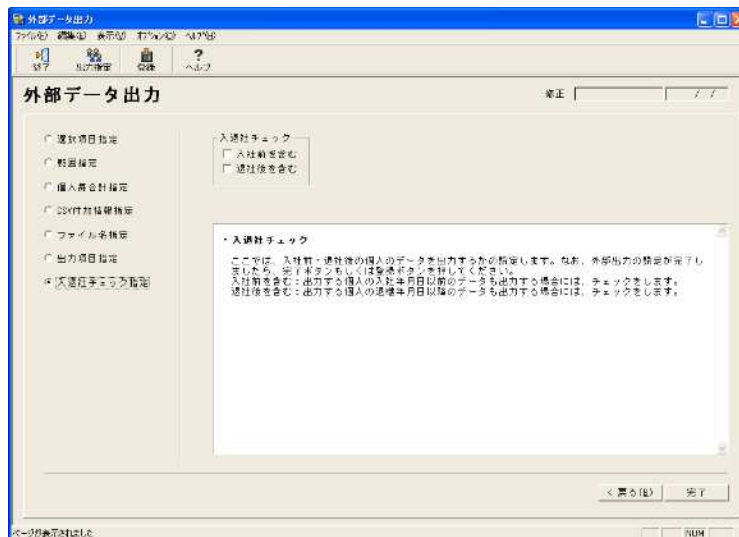 外部データ出力
ファイル(F) 編集(E) 表示(V) オプション(O) ヘルプ(H)
終了 出力指定 登録 ヘルプ
外部データ出力
修正 / /
選択項目指定
範囲指定
個人毎合計指定
CSV付加情報指定
ファイル名指定
出力項目指定
入退社チェック指定
入退社チェック
入社前を含む
退社後を含む
・入退社チェック
ここでは、入社前・退社後の個人のデータを出力するかの設定します。なお、外部出力の設定が完了し
ましたら、完了ボタンもしくは登録ボタンを押してください。
入社前を含む:出力する個人の入社年月日以前のデータも出力する場合には、チェックをします。
退社後を含む:出力する個人の退職年月日以降のデータも出力する場合には、チェックをします。
< 戻る(B) 完了
ページが表示されました NUM